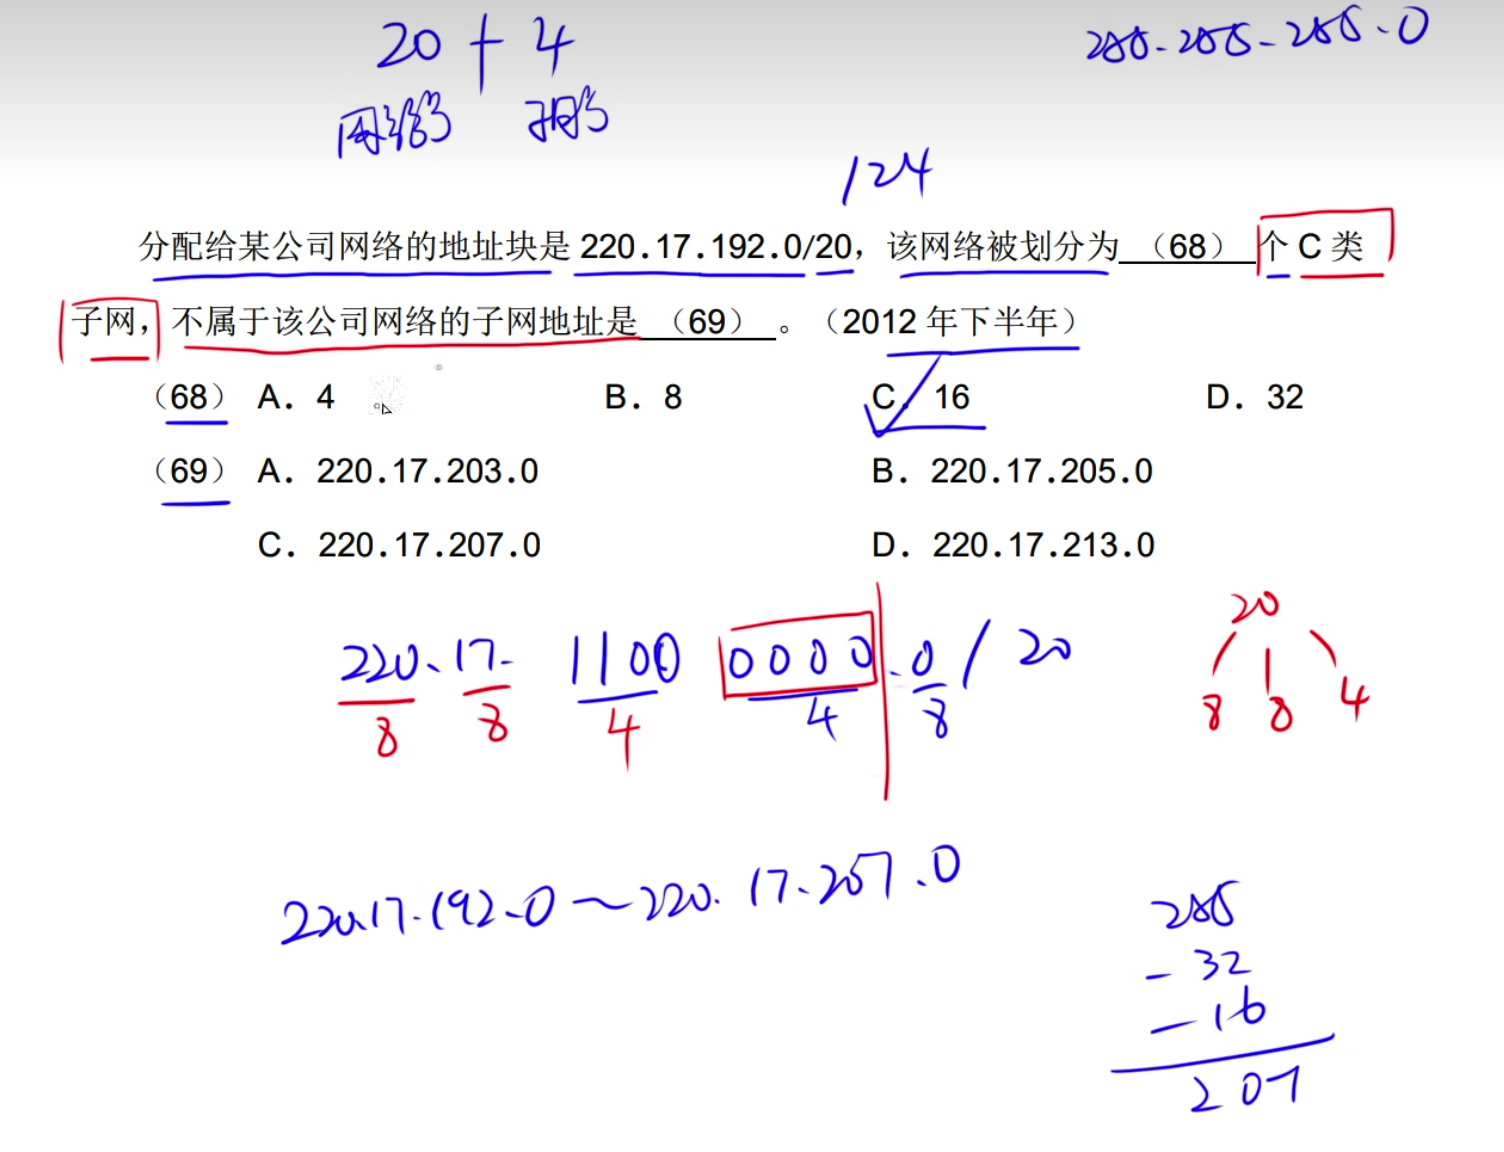 20 + 4
255.255.255.0
网络号 子网号
/24
分配给某公司网络的地址块是 220.17.192.0/20，该网络被划分为 （68） 个 C 类
子网，不属于该公司网络的子网地址是 （69） 。（2012 年下半年）
（68） A. 4 B. 8 C. 16 D. 32
（69） A. 220.17.203.0 B. 220.17.205.0
C. 220.17.207.0 D. 220.17.213.0
220.17. 1100 0000 .0 / 20
8 8 4 4 8
20
8 8 4
220.17.192.0 ~ 220.17.207.0
255
- 32
- 16
207